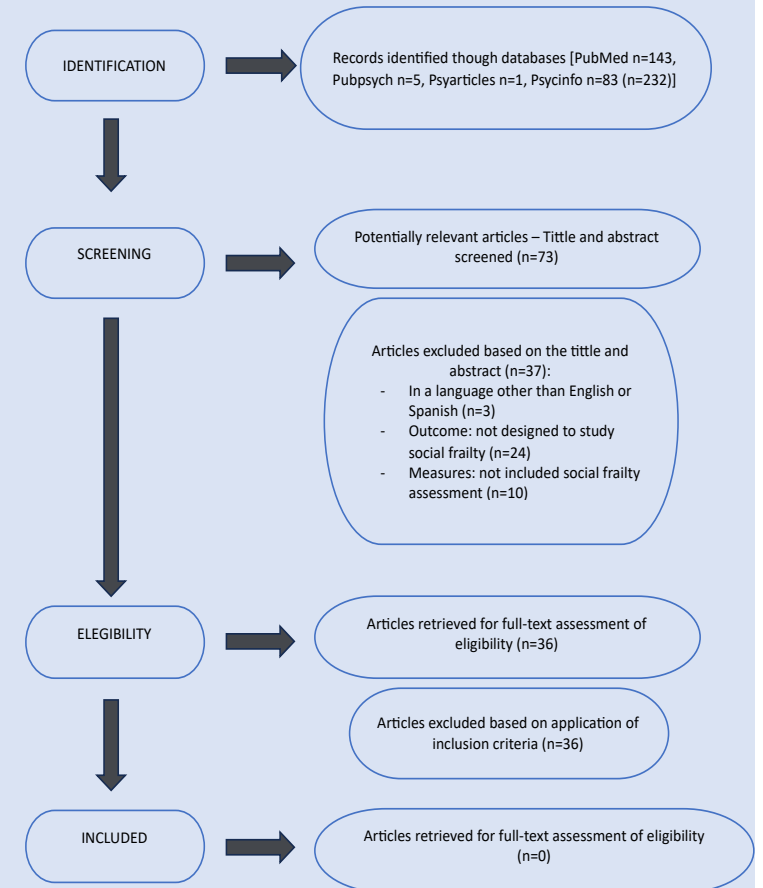 IDENTIFICATION
Records identified though databases [PubMed n=143,
Pubpsych n=5, Psyarticles n=1, Psycinfo n=83 (n=232)]
SCREENING
Potentially relevant articles – Tittle and abstract
screened (n=73)
Articles excluded based on the tittle and
abstract (n=37):
- In a language other than English or
Spanish (n=3)
- Outcome: not designed to study
social frailty (n=24)
- Measures: not included social frailty
assessment (n=10)
ELEGIBILITY
Articles retrieved for full-text assessment of
eligibility (n=36)
Articles excluded based on application of
inclusion criteria (n=36)
INCLUDED
Articles retrieved for full-text assessment of eligibility
(n=0)